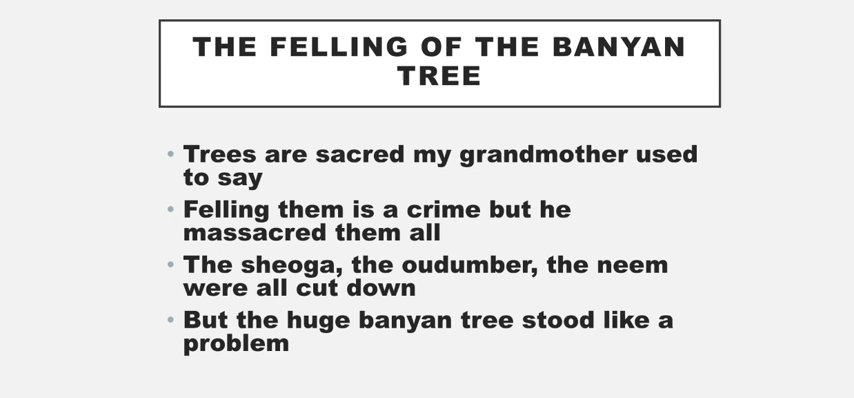 THE FELLING OF THE BANYAN
TREE
• Trees are sacred my grandmother used
to say
• Felling them is a crime but he
massacred them all
• The sheoga, the oudumber, the neem
were all cut down
• But the huge banyan tree stood like a
problem